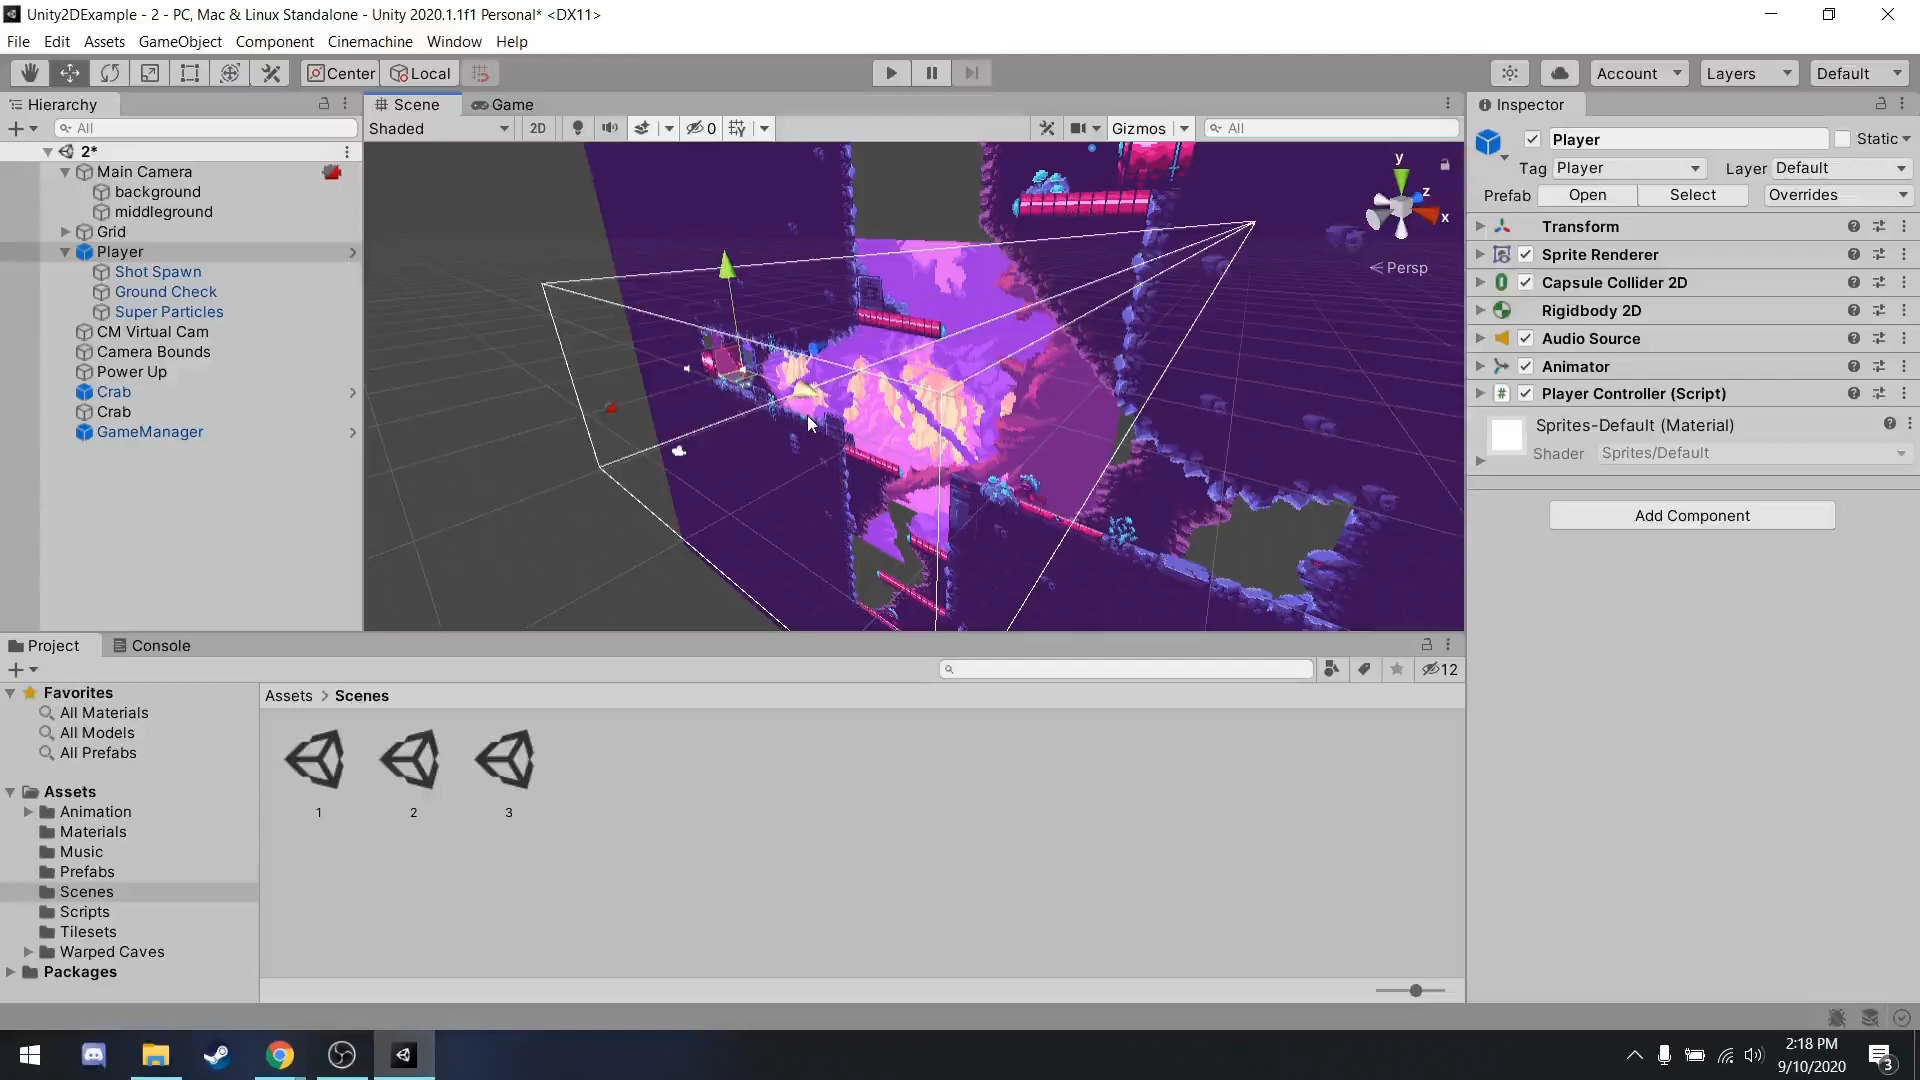 Unity2DExample - 2 - PC, Mac & Linux Standalone - Unity 2020.1.1f1 Personal* <DX11>
File Edit Assets GameObject Component Cinemachine Window Help
Center Local Account Layers Default
Hierarchy
All
2*
Main Camera
background
middleground
Grid
Player
Shot Spawn
Ground Check
Super Particles
CM Virtual Cam
Camera Bounds
Power Up
Crab
Crab
GameManager
Scene Game
Shaded 2D 0 Gizmos All
y
z
x
Persp
Inspector
Player Static
Tag Player Layer Default
Prefab Open Select Overrides
Transform
Sprite Renderer
Capsule Collider 2D
Rigidbody 2D
Audio Source
Animator
# Player Controller (Script)
Sprites-Default (Material)
Shader Sprites/Default
Add Component
Project Console
12
Favorites
All Materials
All Models
All Prefabs
Assets
Animation
Materials
Music
Prefabs
Scenes
Scripts
Tilesets
Warped Caves
Packages
Assets > Scenes
1 2 3
2:18 PM
9/10/2020
3